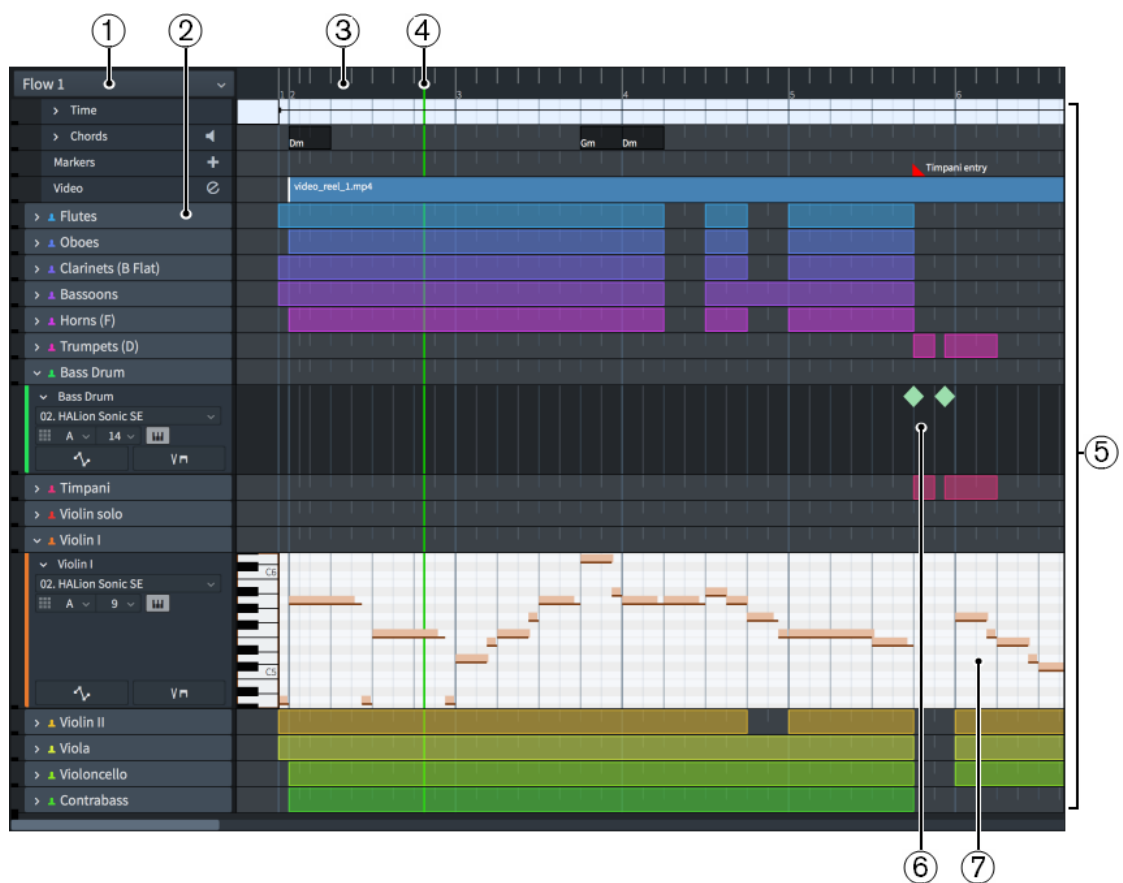 ① ② ③ ④
Flow 1
1 2 3 4 5 6
Time
Chords
Dm Gm Dm
Markers
Timpani entry
Video
video_reel_1.mp4
Flutes
Oboes
Clarinets (B Flat)
Bassoons
Horns (F)
Trumpets (D)
Bass Drum
Bass Drum
02. HALion Sonic SE
A 14
⑤
Timpani
Violin solo
Violin I
Violin I
C6
02. HALion Sonic SE
A 9
C5
Violin II
Viola
Violoncello
Contrabass
⑥ ⑦